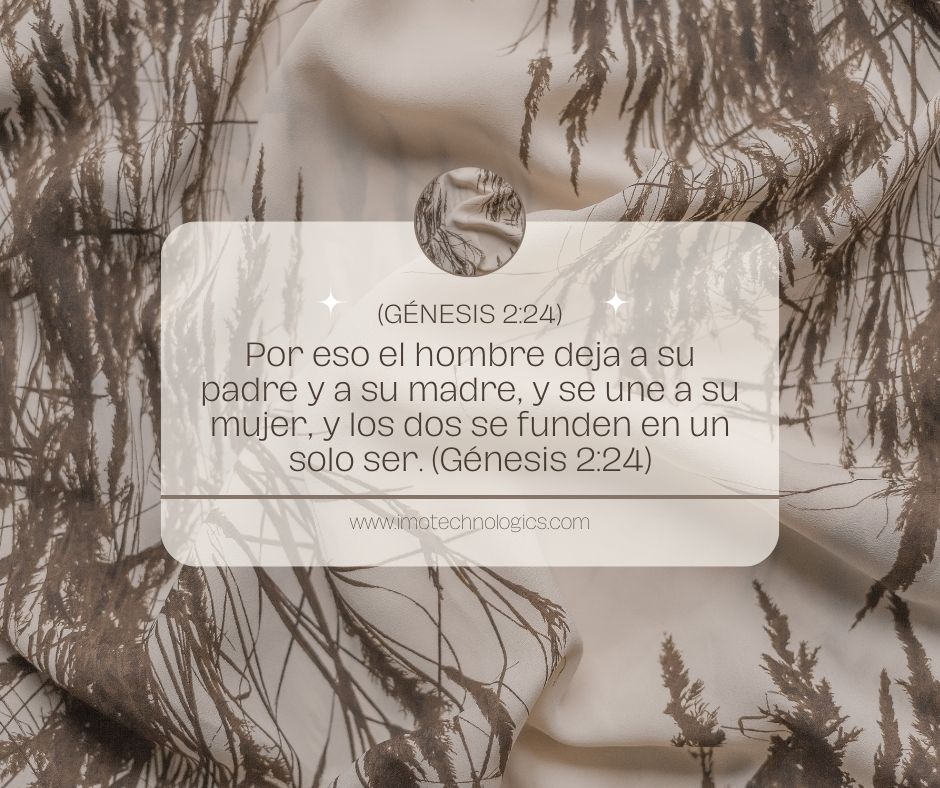 (GÉNESIS 2:24)
Por eso el hombre deja a su
padre y a su madre, y se une a su
mujer, y los dos se funden en un
solo ser. (Génesis 2:24)
www.imotechnologics.com